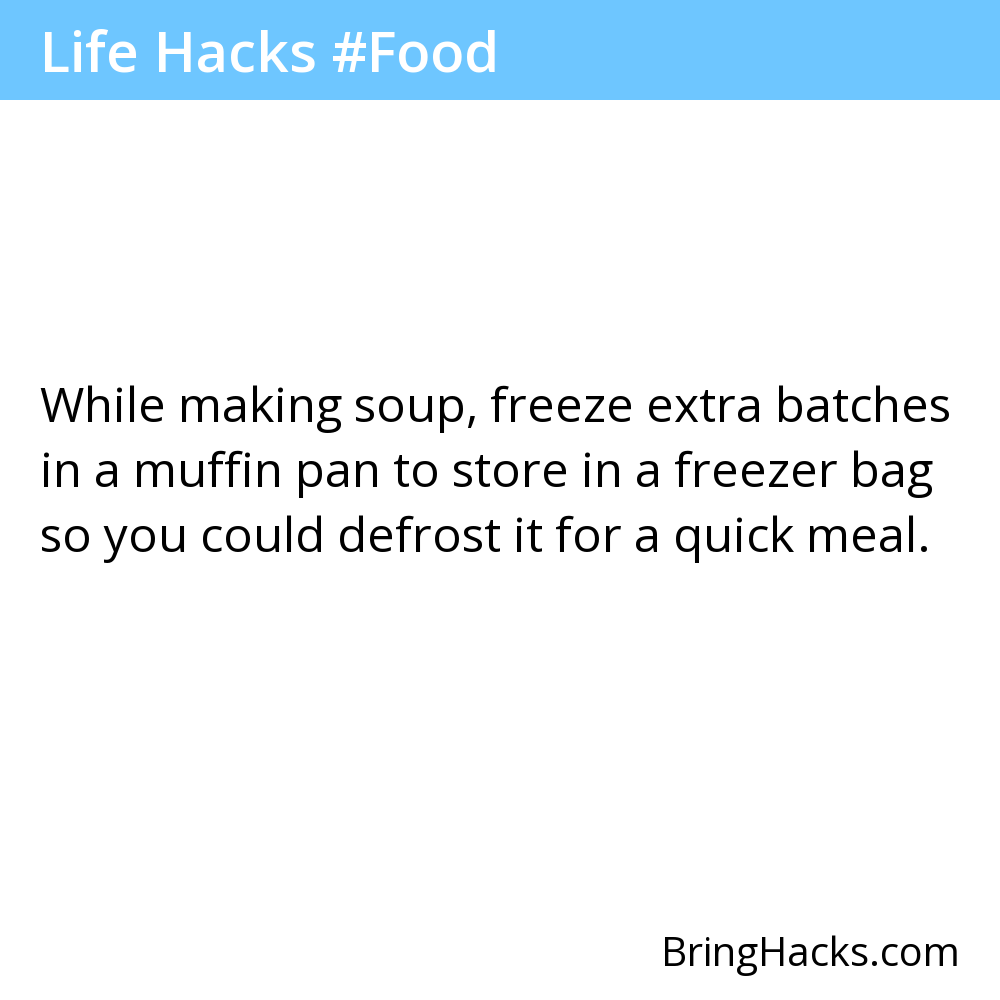 Life Hacks #Food
While making soup, freeze extra batches
in a muffin pan to store in a freezer bag
so you could defrost it for a quick meal.
BringHacks.com